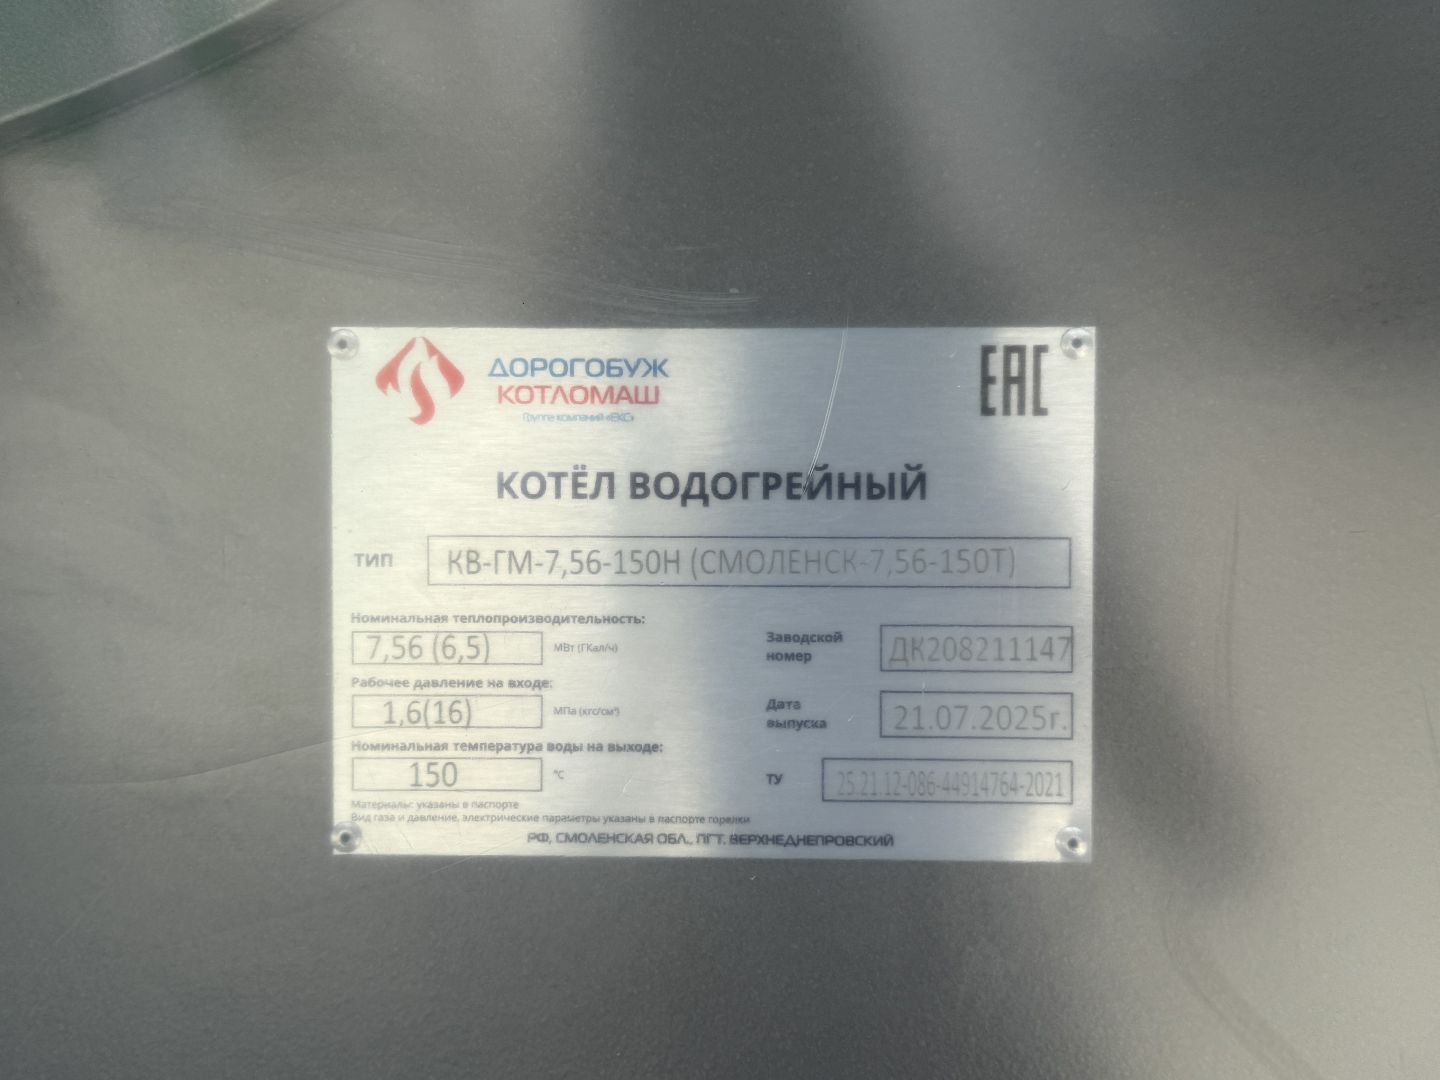 ДОРОГОБУЖ
КОТЛОМАШ
Группа компаний «ЕКС»
ЕАС
КОТЁЛ ВОДОГРЕЙНЫЙ
ТИП КВ-ГМ-7,56-150Н (СМОЛЕНСК-7,56-150Т)
Номинальная теплопроизводительность:
7,56 (6,5) МВт (ГКал/ч)
Рабочее давление на входе:
1,6(16) МПа (кгс/см²)
Номинальная температура воды на выходе:
150 °С
Заводской
номер ДК208211147
Дата
выпуска 21.07.2025г.
ТУ 25.21.12-086-44914764-2021
Материалы: указаны в паспорте
Вид газа и давление, электрические параметры указаны в паспорте горелки
РФ, СМОЛЕНСКАЯ ОБЛ., ПГТ. ВЕРХНЕДНЕПРОВСКИЙ